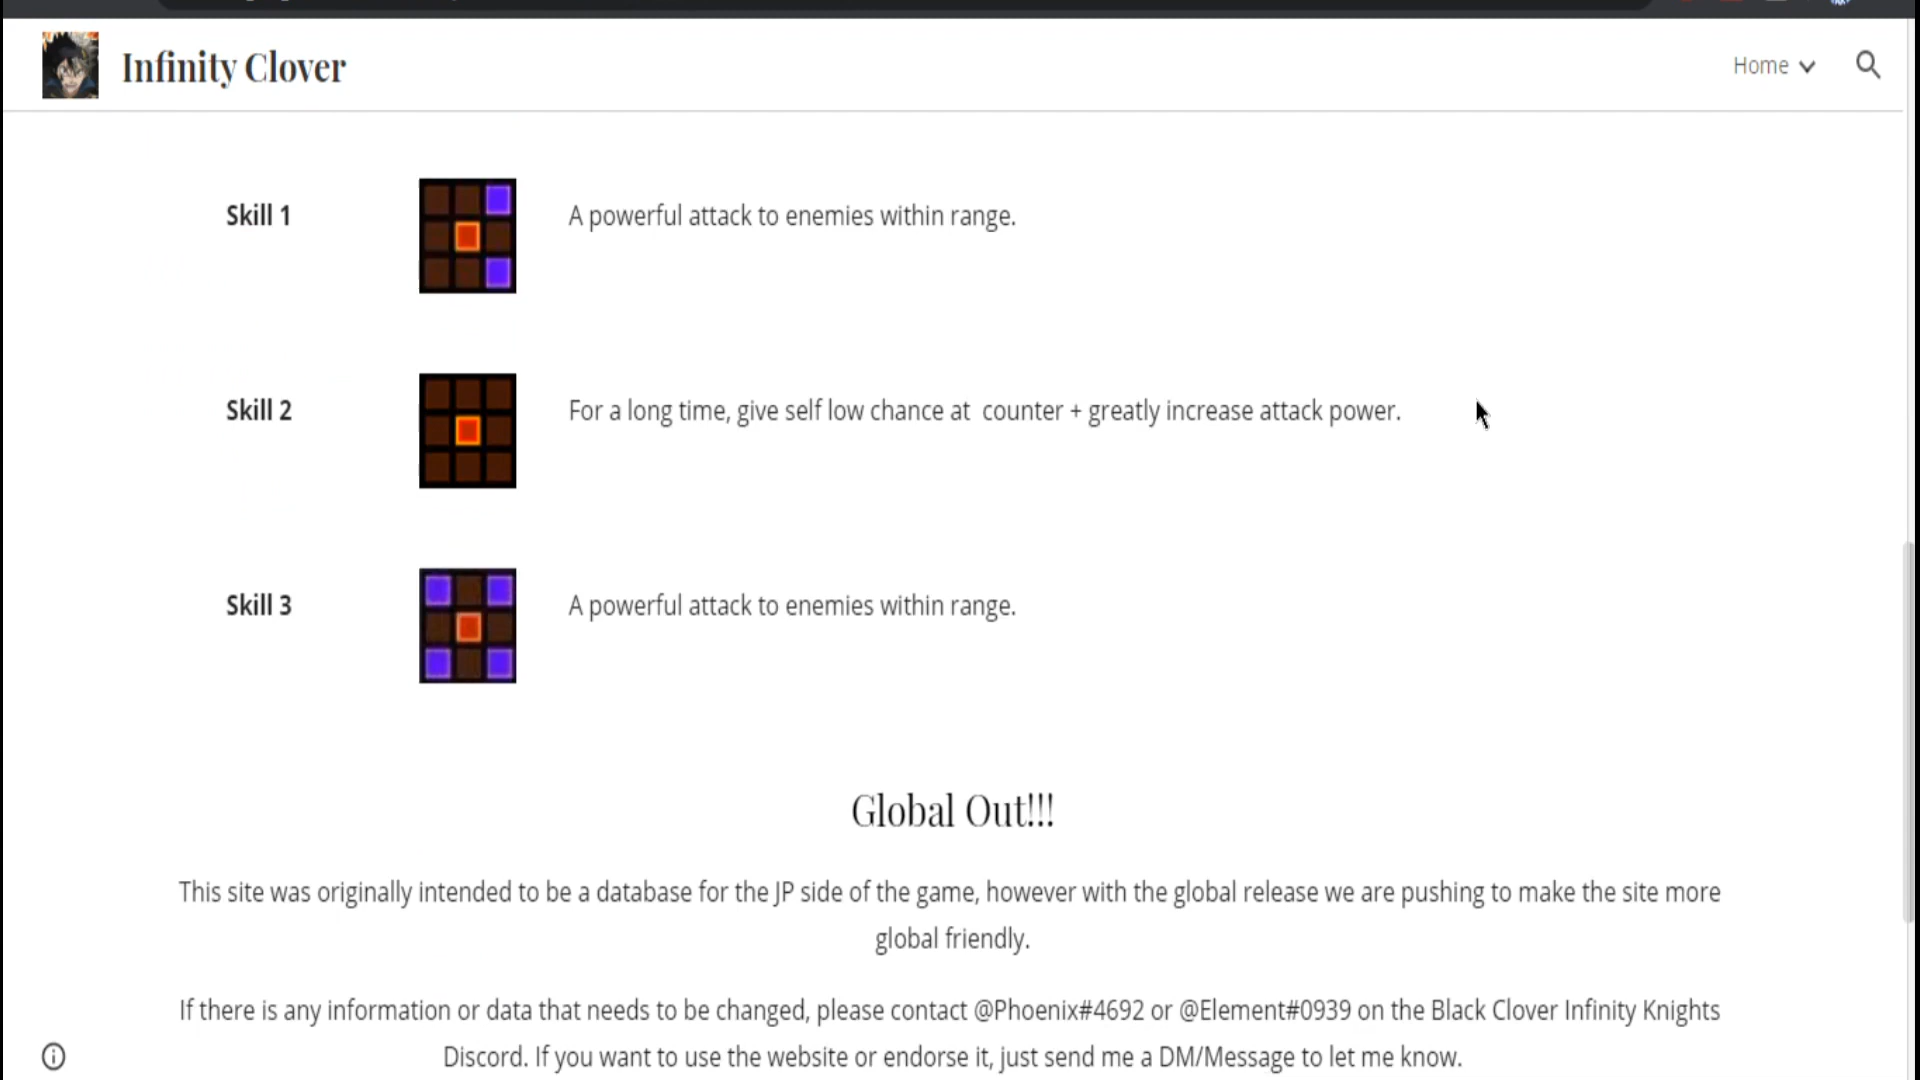 Infinity Clover
Home
Skill 1
A powerful attack to enemies within range.
Skill 2
For a long time, give self low chance at  counter + greatly increase attack power.
Skill 3
A powerful attack to enemies within range.
Global Out!!!
This site was originally intended to be a database for the JP side of the game, however with the global release we are pushing to make the site more
global friendly.
If there is any information or data that needs to be changed, please contact @Phoenix#4692 or @Element#0939 on the Black Clover Infinity Knights
Discord. If you want to use the website or endorse it, just send me a DM/Message to let me know.